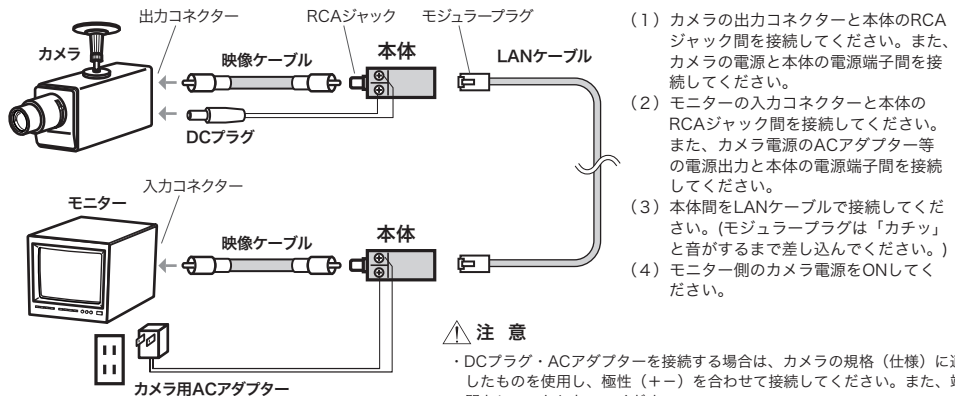 出力コネクター
RCAジャック
モジュラープラグ
カメラ
映像ケーブル
本体
LANケーブル
DCプラグ
入力コネクター
モニター
映像ケーブル
本体
カメラ用ACアダプター
（1）カメラの出力コネクターと本体のRCA
ジャック間を接続してください。また、
カメラの電源と本体の電源端子間を接
続してください。
（2）モニターの入力コネクターと本体の
RCAジャック間を接続してください。
また、カメラ電源のACアダプター等
の電源出力と本体の電源端子間を接続
してください。
（3）本体間をLANケーブルで接続してくだ
さい。(モジュラープラグは「カチッ」
と音がするまで差し込んでください。)
（4）モニター側のカメラ電源をONしてく
ださい。
注 意
・DCプラグ・ACアダプターを接続する場合は、カメラの規格（仕様）に
したものを使用し、極性（＋−）を合わせて接続してください。また、